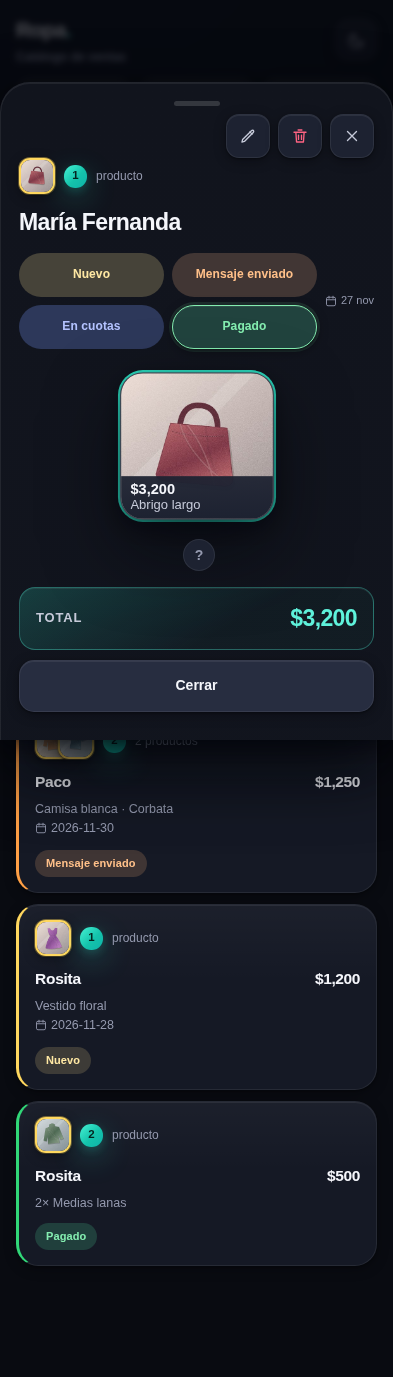 Ropa.
1 producto
María Fernanda
Nuevo
Mensaje enviado
27 nov
En cuotas
Pagado
$3,200
Abrigo largo
?
TOTAL
$3,200
Cerrar
2 productos
Paco
$1,250
Camisa blanca · Corbata
2026-11-30
Mensaje enviado
1 producto
Rosita
$1,200
Vestido floral
2026-11-28
Nuevo
2 producto
Rosita
$500
2× Medias lanas
Pagado